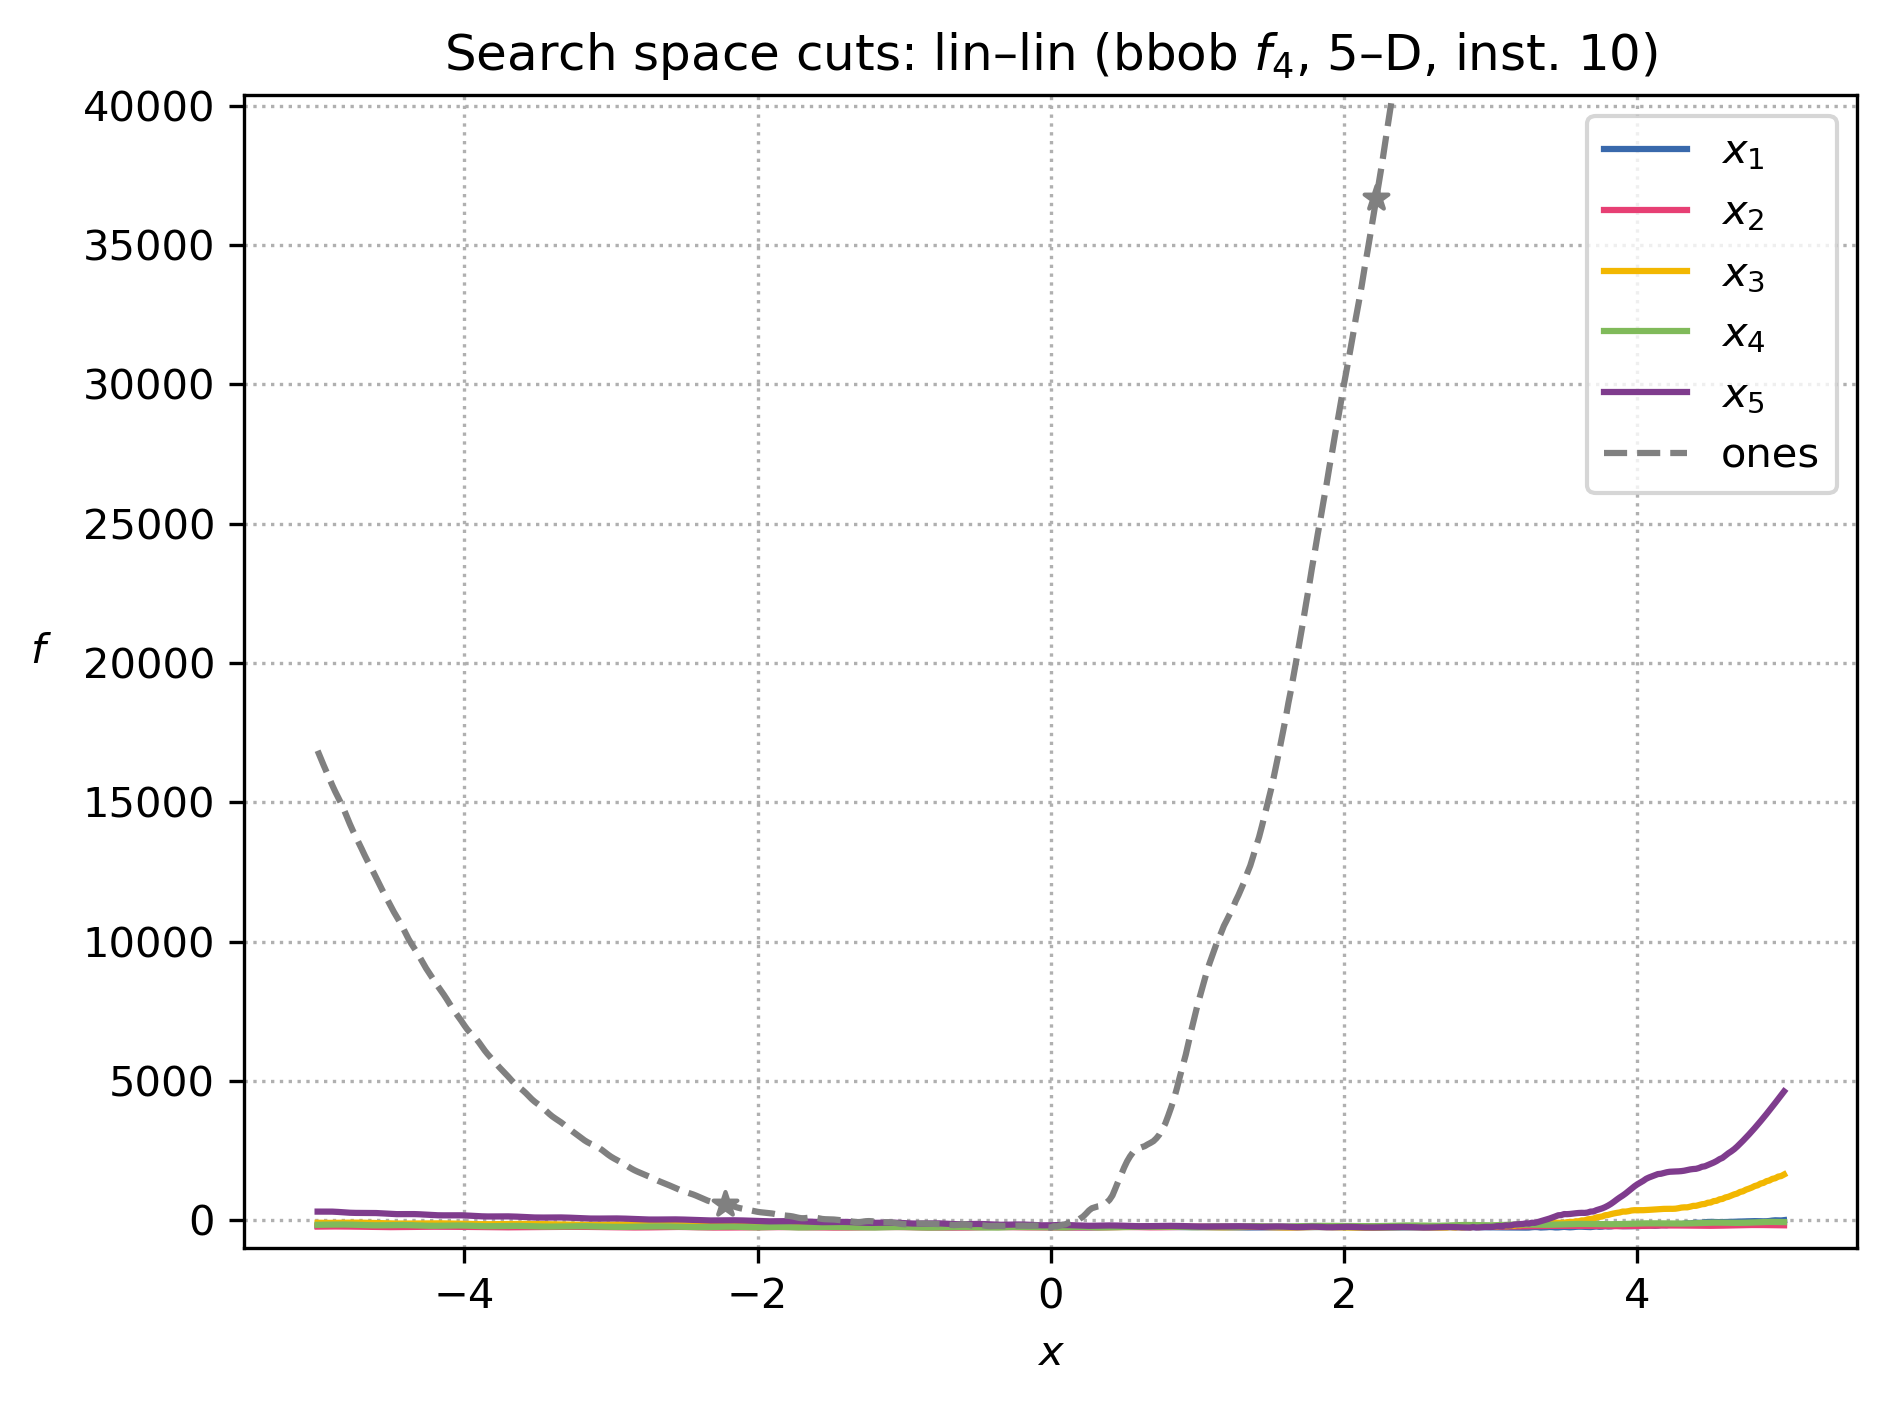 Search space cuts: lin–lin (bbob f₄, 5–D, inst. 10)
40000
35000
30000
25000
20000
15000
10000
5000
0
f
−4
−2
0
2
4
x
x₁
x₂
x₃
x₄
x₅
ones